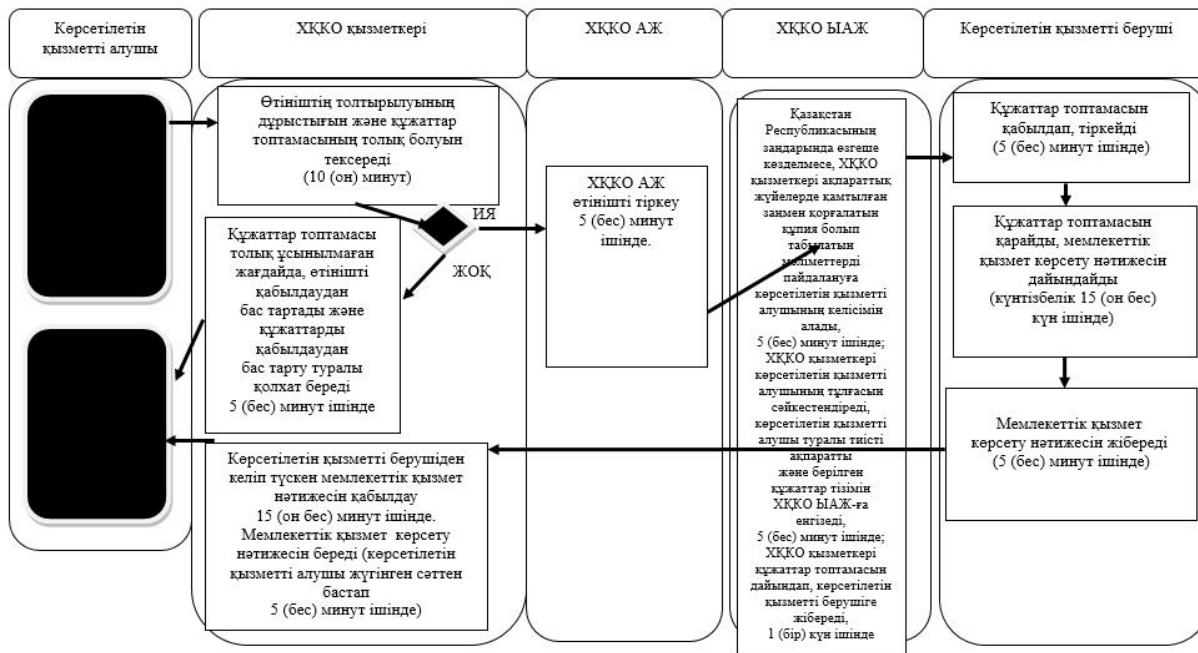 Көрсетілетін
қызметті алушы
ХҚКО қызметкері
ХҚКО АЖ
ХҚКО ЫАЖ
Көрсетілетін қызметті беруші
Өтініштің толтырылуының
дұрыстығын және құжаттар
топтамасының толық болуын
тексереді
(10 (он) минут)
ИЯ
ЖОҚ
Құжаттар топтамасы
толық ұсынылмаған
жағдайда, өтінішті
қабылдаудан
бас тартады және
құжаттарды
қабылдаудан
бас тарту туралы
қолхат береді
5 (бес) минут ішінде
Көрсетілетін қызметті берушіден
келіп түскен мемлекеттік қызмет
нәтижесін қабылдау
15 (он бес) минут ішінде.
Мемлекеттік қызмет көрсету
нәтижесін береді (көрсетілетін
қызметті алушы жүгінген сәттен
бастап
5 (бес) минут ішінде)
ХҚКО АЖ
өтінішті тіркеу
5 (бес) минут
ішінде.
Қазақстан
Республикасының
заңдарында өзгеше
көзделмесе, ХҚКО
қызметкері ақпараттық
жүйелерде қамтылған
заңмен қорғалатын
құпия болып
табылатын
мәліметтерді
пайдалануға
көрсетілетін қызметті
алушының келісімін
алады,
5 (бес) минут ішінде;
ХҚКО қызметкері
көрсетілетін қызметті
алушының тұлғасын
сәйкестендіреді,
көрсетілетін қызметті
алушы туралы тиісті
ақпаратты
және берілген
құжаттар тізімін
ХҚКО ЫАЖ-ға
енгізеді,
5 (бес) минут ішінде;
ХҚКО қызметкері
құжаттар топтамасын
дайындап, көрсетілетін
қызметті берушіге
жібереді,
1 (бір) күн ішінде
Құжаттар топтамасын
қабылдап, тіркейді
(5 (бес) минут ішінде)
Құжаттар топтамасын
қарайды, мемлекеттік
қызмет көрсету нәтижесін
дайындайды
(күнтізбелік 15 (он бес)
күн ішінде)
Мемлекеттік қызмет
көрсету нәтижесін жібереді
(5 (бес) минут ішінде)